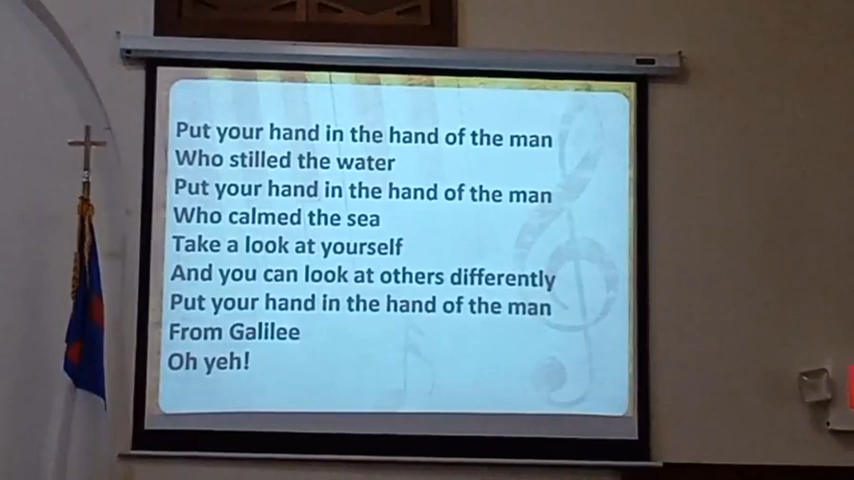 Put your hand in the hand of the man
Who stilled the water
Put your hand in the hand of the man
Who calmed the sea
Take a look at yourself
And you can look at others differently
Put your hand in the hand of the man
From Galilee
Oh yeh!